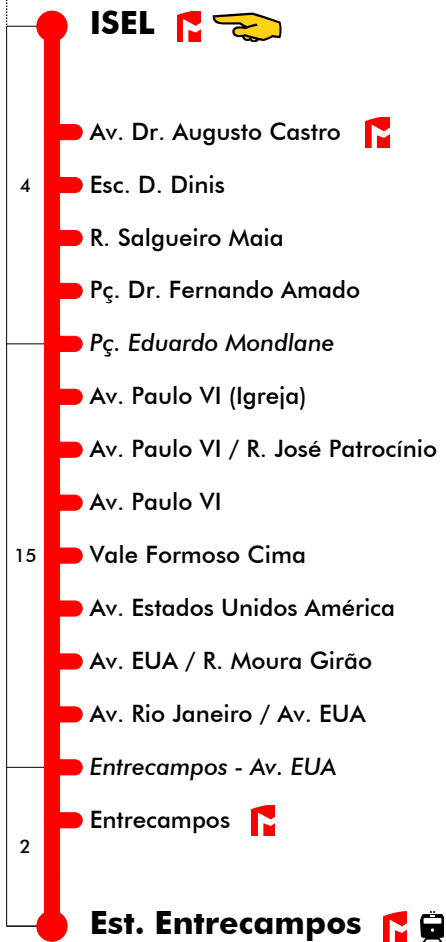 ISEL
Av. Dr. Augusto Castro
4
Esc. D. Dinis
R. Salgueiro Maia
Pç. Dr. Fernando Amado
Pç. Eduardo Mondlane
Av. Paulo VI (Igreja)
Av. Paulo VI / R. José Patrocínio
Av. Paulo VI
15
Vale Formoso Cima
Av. Estados Unidos América
Av. EUA / R. Moura Girão
Av. Rio Janeiro / Av. EUA
Entrecampos - Av. EUA
Entrecampos
2
Est. Entrecampos